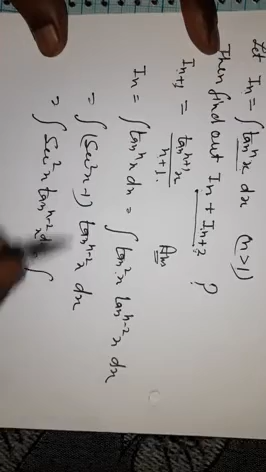 Let In = ∫ tanⁿx dx (n>1)
Then find out In + In+2 ?
In+1 = tanⁿ⁺¹x / n+1. Ans
In = ∫ tanⁿx dx = ∫ tan²x tanⁿ⁻²x dx
= ∫ (Sec²x-1) tanⁿ⁻²x dx
= ∫ Sec²x tanⁿ⁻²x dx - ∫